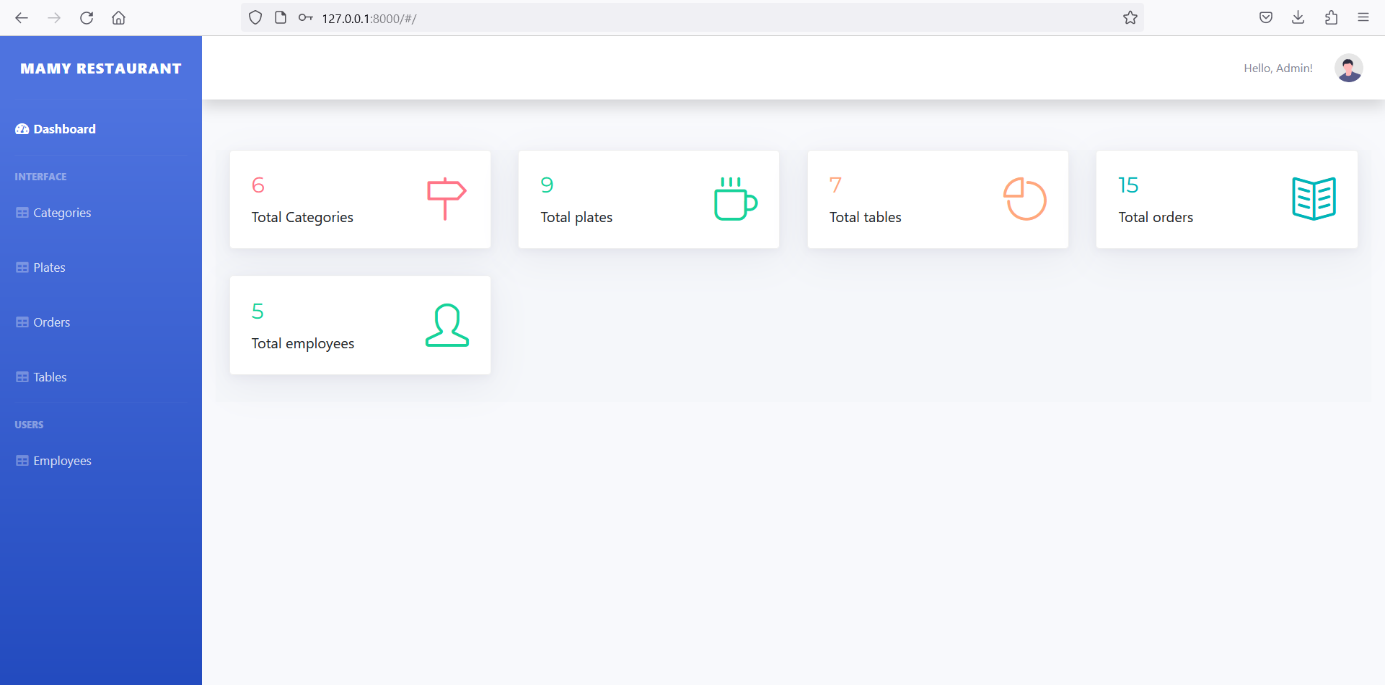 127.0.0.1:8000/#/
MAMY RESTAURANT
Hello, Admin!
Dashboard
INTERFACE
Categories
Plates
Orders
Tables
USERS
Employees
6
Total Categories
9
Total plates
7
Total tables
15
Total orders
5
Total employees